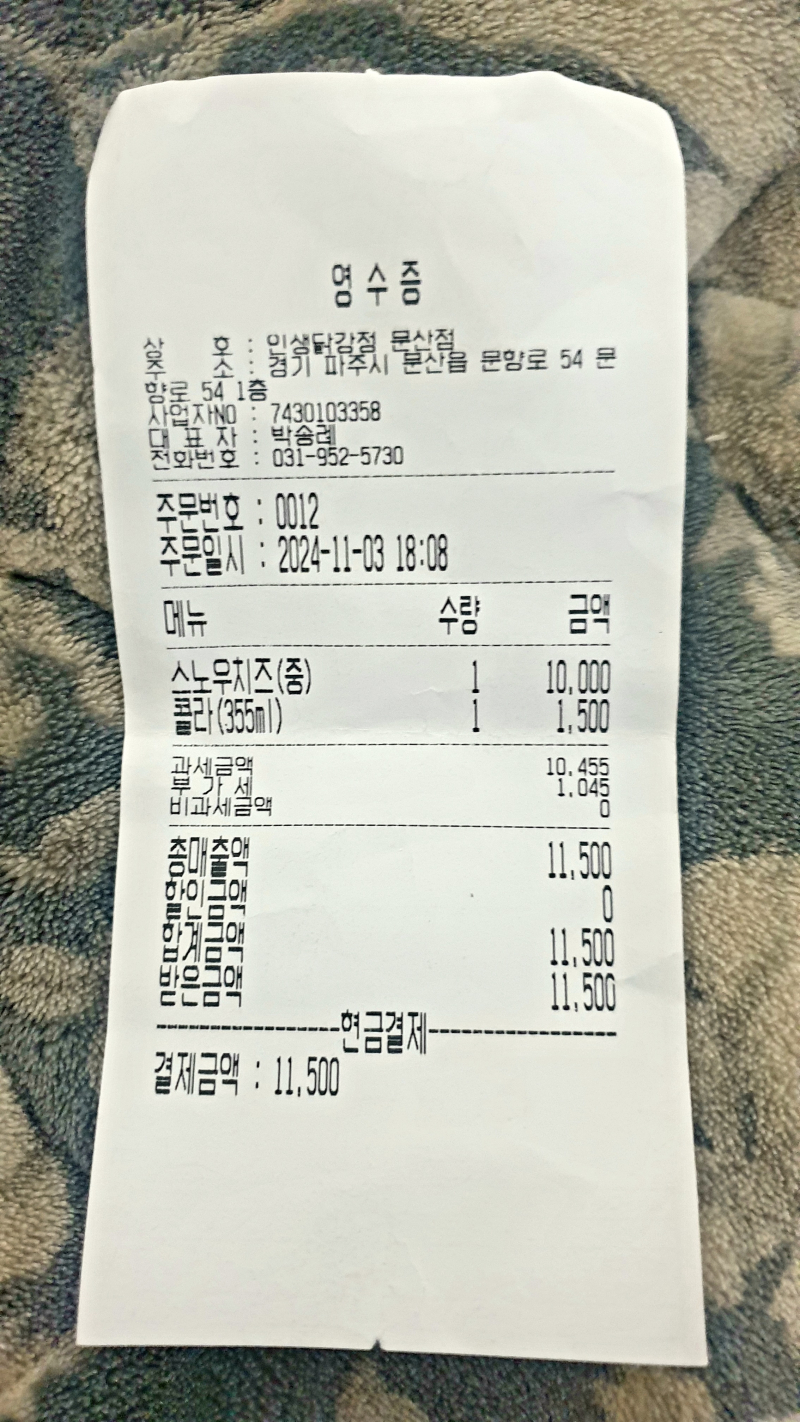 영수증
상 호 : 인생닭강정 문산점
주 소 : 경기 파주시 문산읍 문향로 54 문
향로 54 1층
사업자NO : 7430103358
대 표 자 : 박송례
전화번호 : 031-952-5730
주문번호 : 0012
주문일시 : 2024-11-03 18:08
메뉴 수량 금액
스노우치즈(중) 1 10,000
콜라(355ml) 1 1,500
과세금액 10,455
부 가 세 1,045
비과세금액 0
총매출액 11,500
할인금액 0
합계금액 11,500
받은금액 11,500
--------------------현금결제--------------------
결제금액 : 11,500